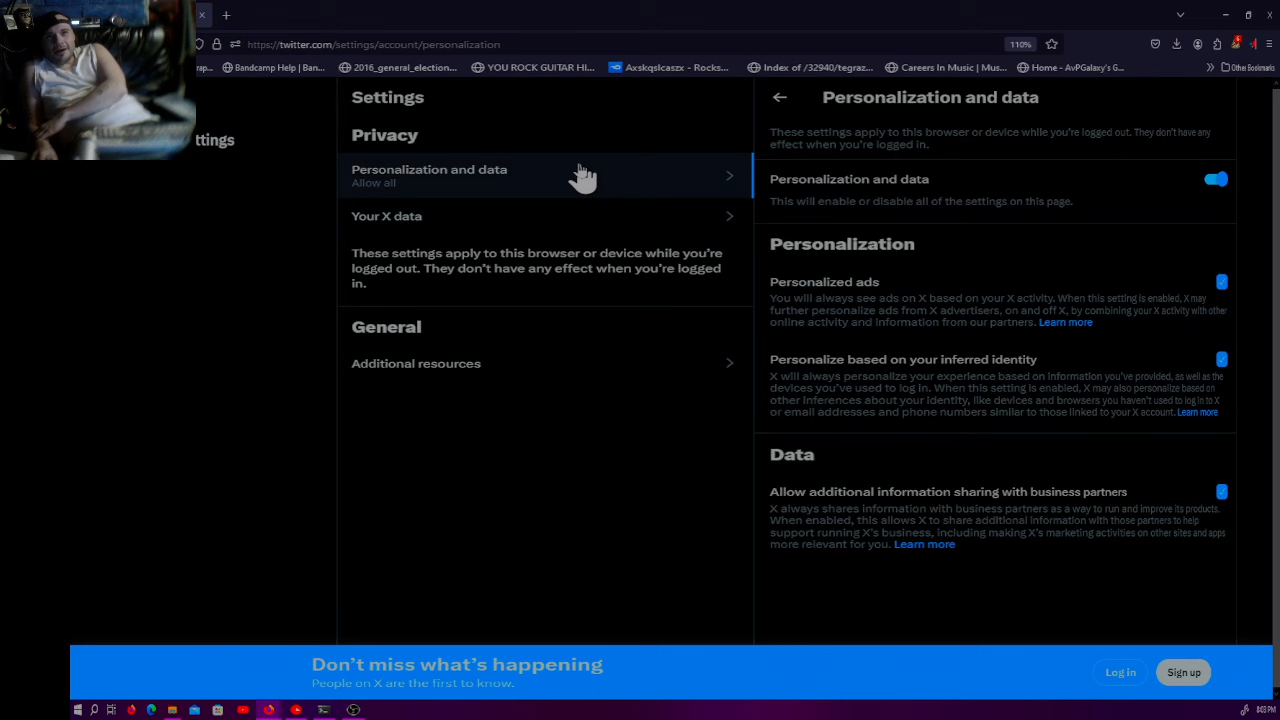 https://twitter.com/settings/account/personalization
110%
Bandcamp Help | Ban...
2016_general_election...
YOU ROCK GUITAR HI...
Axskqslcaszx - Rocks...
Index of /32940/tegraz...
Careers In Music | Mus...
Home - AvPGalaxy's G...
Other Bookmarks
ttings
Settings
Privacy
Personalization and data
Allow all
Your X data
These settings apply to this browser or device while you're
logged out. They don't have any effect when you're logged
in.
General
Additional resources
Personalization and data
These settings apply to this browser or device while you're logged out. They don't have any
effect when you're logged in.
Personalization and data
This will enable or disable all of the settings on this page.
Personalization
Personalized ads
You will always see ads on X based on your X activity. When this setting is enabled, X may
further personalize ads from X advertisers, on and off X, by combining your X activity with other
online activity and information from our partners. Learn more
Personalize based on your inferred identity
X will always personalize your experience based on information you've provided, as well as the
devices you've used to log in. When this setting is enabled, X may also personalize based on
other inferences about your identity, like devices and browsers you haven't used to log in to X
or email addresses and phone numbers similar to those linked to your X account. Learn more
Data
Allow additional information sharing with business partners
X always shares information with business partners as a way to run and improve its products.
When enabled, this allows X to share additional information with those partners to help
support running X's business, including making X's marketing activities on other sites and apps
more relevant for you. Learn more
Don't miss what's happening
People on X are the first to know.
Log in
Sign up